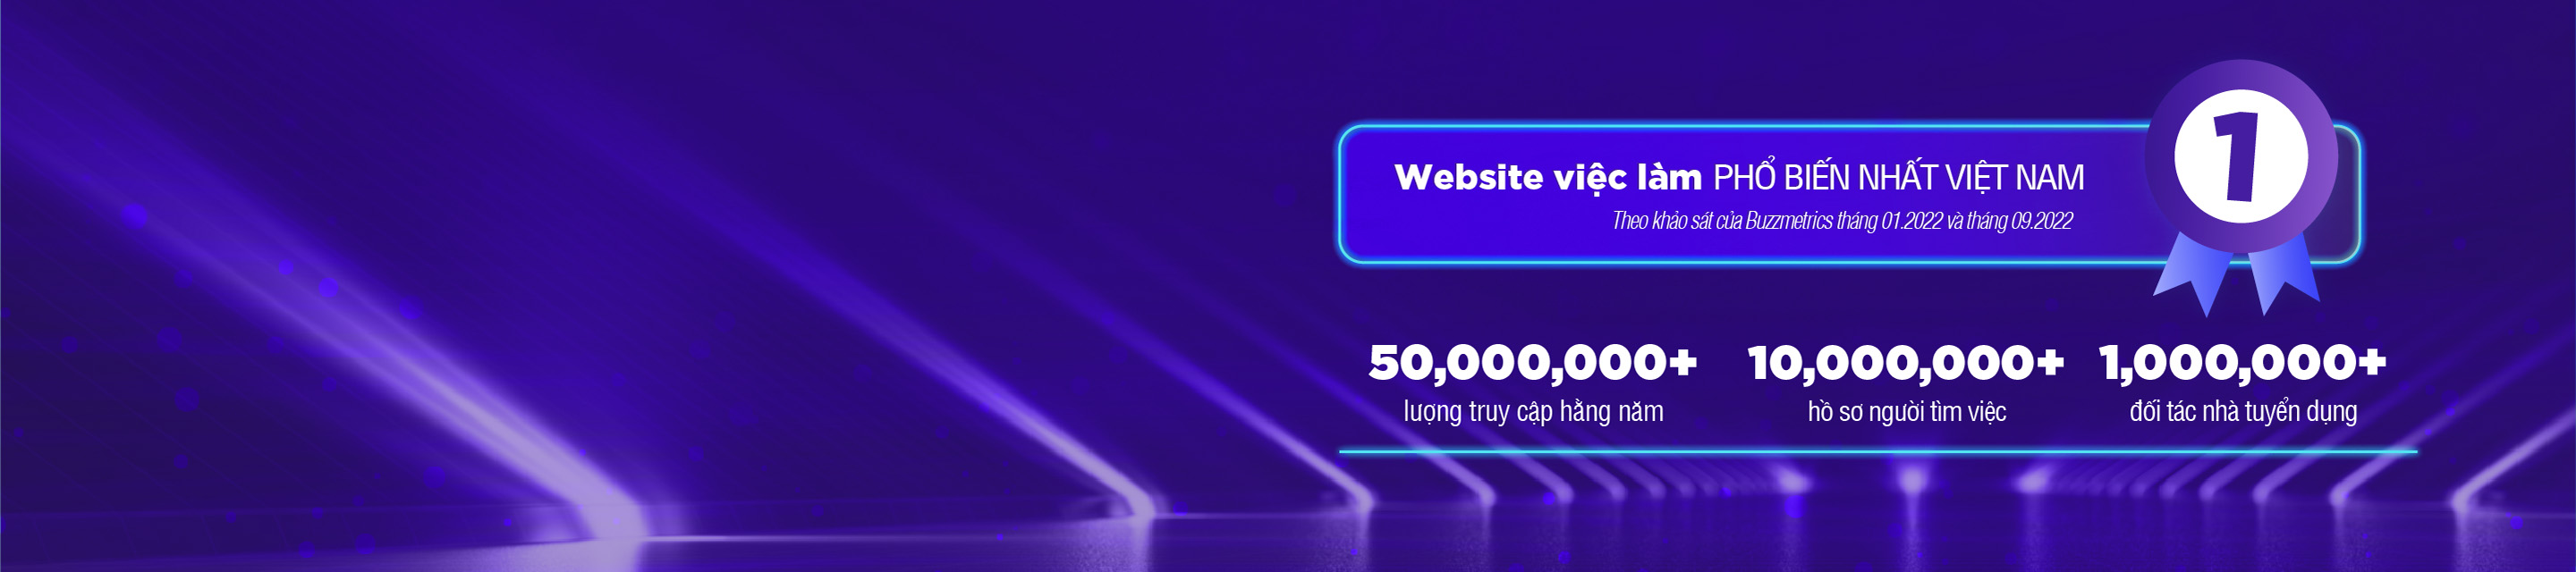 Website việc làm PHỔ BIẾN NHẤT VIỆT NAM
1
Theo khảo sát của Buzzmetrics tháng 01.2022 và tháng 09.2022
50,000,000+ 10,000,000+ 1,000,000+
lượng truy cập hằng năm hồ sơ người tìm việc đối tác nhà tuyển dụng